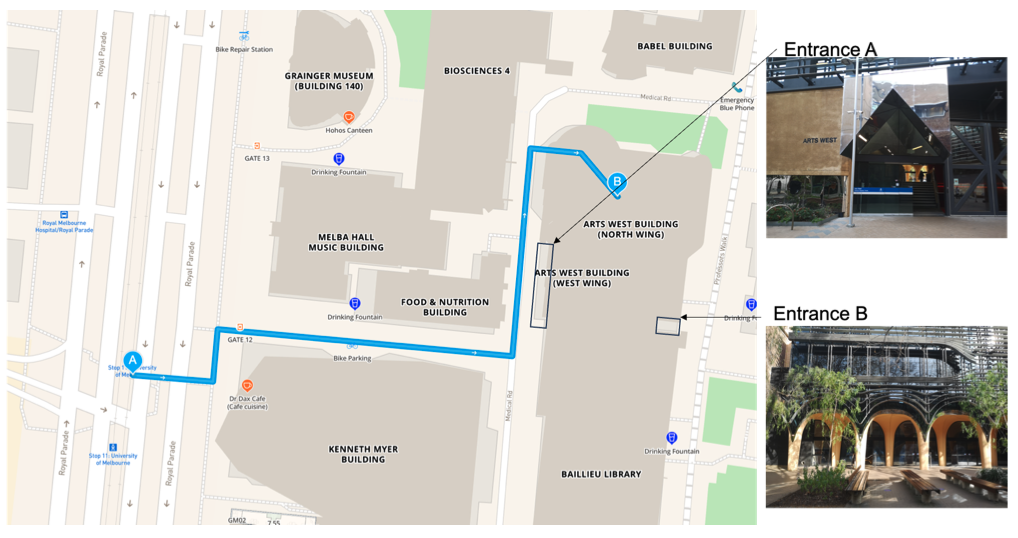 Royal Parade
Royal Parade
Bike Repair Station
GRAINGER MUSEUM
(BUILDING 140)
Hohos Canteen
GATE 13
Drinking Fountain
BIOSCIENCES 4
BABEL BUILDING
Medical Rd
Emergency
Blue Phone
Entrance A
ARTS WEST
Royal Melbourne
Hospital/Royal Parade
MELBA HALL
MUSIC BUILDING
B
ARTS WEST BUILDING
(NORTH WING)
ARTS WEST BUILDING
(WEST WING)
Professors Walk
FOOD & NUTRITION
BUILDING
Drinking Fountain
Drinking F
Entrance B
GATE 12
Bike Parking
A
Stop 11: University
of Melbourne
Dr Dax Cafe
(Cafe cuisine)
Medical Rd
Royal Parade
Royal Parade
Stop 11: University
of Melbourne
KENNETH MYER
BUILDING
Drinking Fountain
BAILLIEU LIBRARY
GM02
7 55